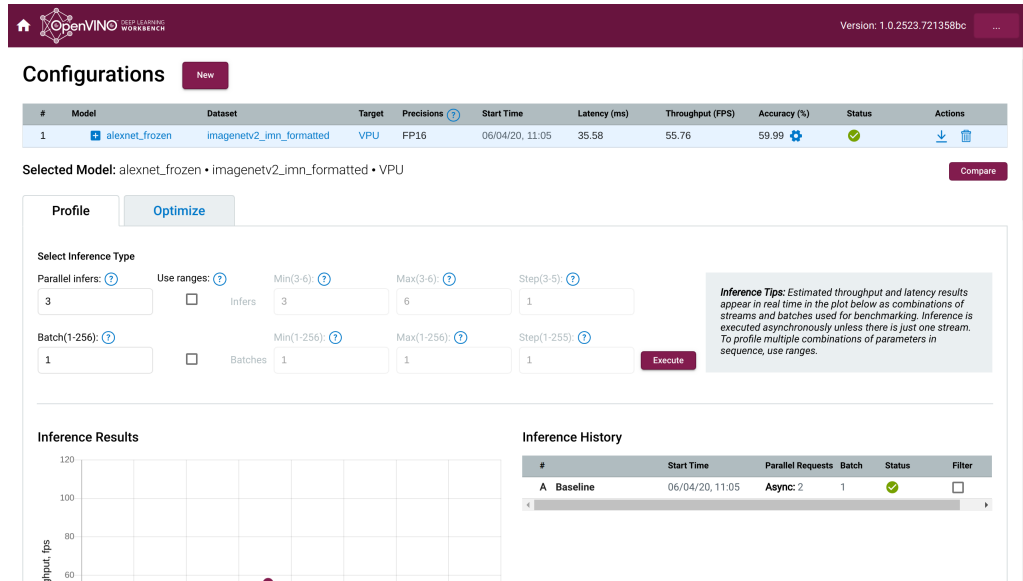 OpenVINO DEEP LEARNING WORKBENCH Version: 1.0.2523.721358bc ...
Configurations New
# Model Dataset Target Precisions ? Start Time Latency (ms) Throughput (FPS) Accuracy (%) Status Actions
1 alexnet_frozen imagenetv2_imn_formatted VPU FP16 06/04/20, 11:05 35.58 55.76 59.99
Selected Model: alexnet_frozen • imagenetv2_imn_formatted • VPU Compare
Profile Optimize
Select Inference Type
Parallel infers: ? Use ranges: ? Min(3-6): ? Max(3-6): ? Step(3-5): ?
3 Infers 3 6 1
Batch(1-256): ? Min(1-256): ? Max(1-256): ? Step(1-255): ?
1 Batches 1 1 1 Execute
Inference Tips: Estimated throughput and latency results
appear in real time in the plot below as combinations of
streams and batches used for benchmarking. Inference is
executed asynchronously unless there is just one stream.
To profile multiple combinations of parameters in
sequence, use ranges.
Inference Results
120
100
80
60
Inference History
# Start Time Parallel Requests Batch Status Filter
A Baseline 06/04/20, 11:05 Async: 2 1